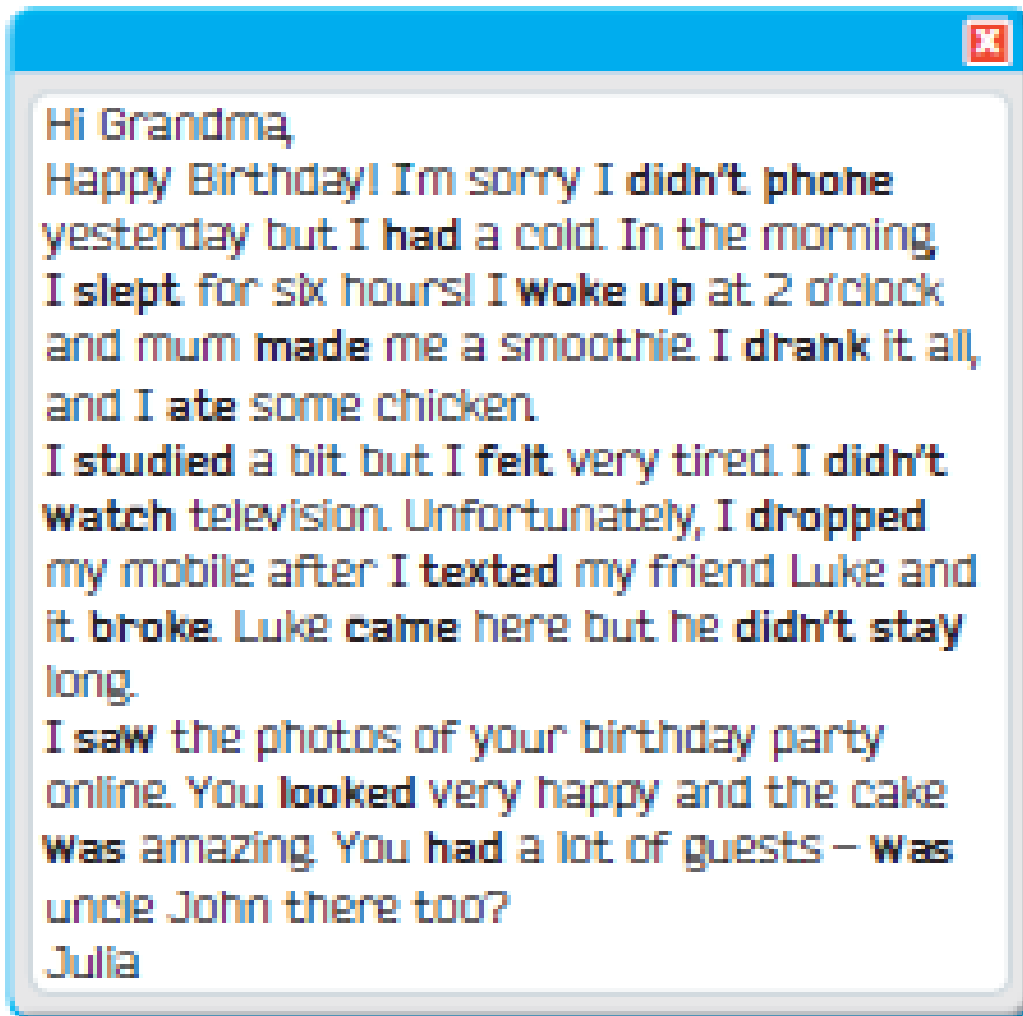 Hi Grandma,
Happy Birthday! I'm sorry I didn't phone
yesterday but I had a cold. In the morning,
I slept for six hours! I woke up at 2 o'clock
and mum made me a smoothie. I drank it all,
and I ate some chicken.
I studied a bit but I felt very tired. I didn't
watch television. Unfortunately, I dropped
my mobile after I texted my friend Luke and
it broke. Luke came here but he didn't stay
long.
I saw the photos of your birthday party
online. You looked very happy and the cake
was amazing. You had a lot of guests – was
uncle John there too?
Julia